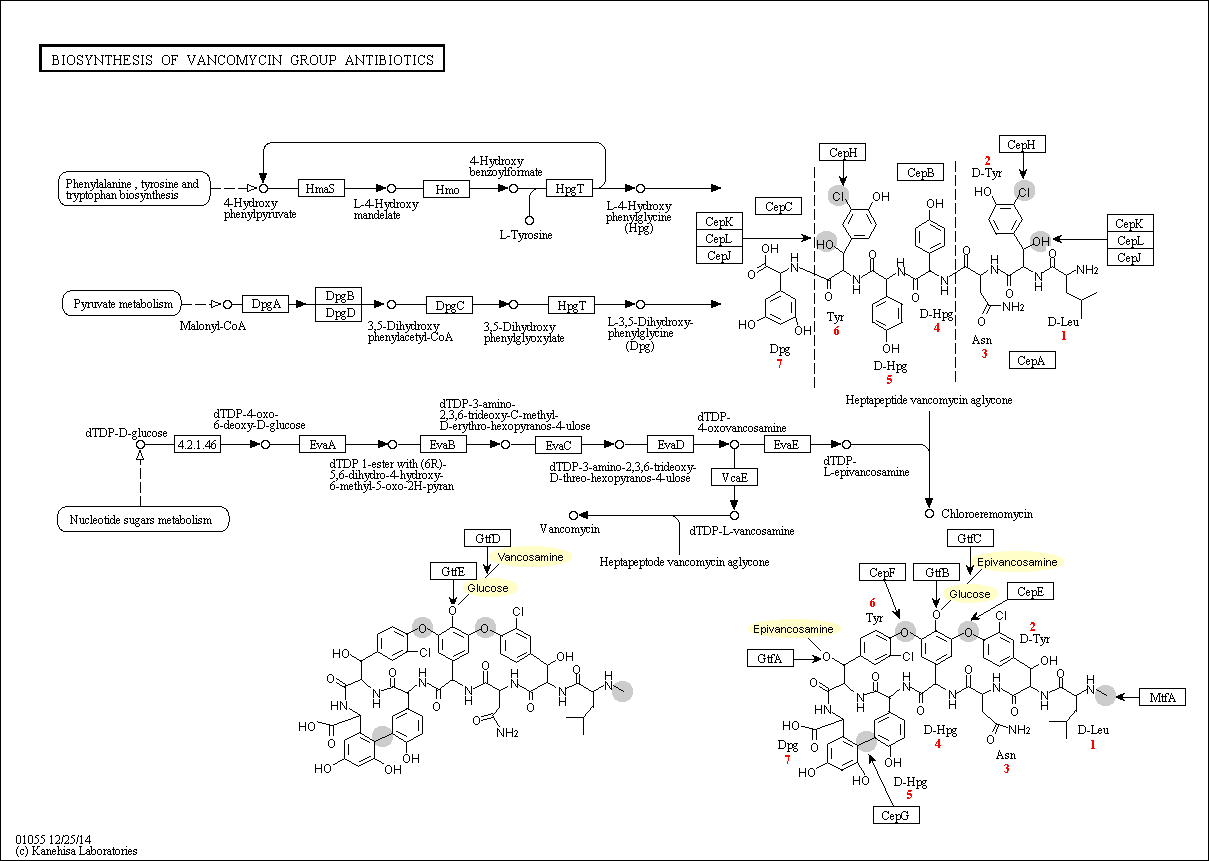 BIOSYNTHESIS OF VANCOMYCIN GROUP ANTIBIOTICS
Phenylalanine , tyrosine and
tryptophan biosynthesis
4-Hydroxy
phenylpyruvate
HmaS
L-4-Hydroxy
mandelate
Hmo
4-Hydroxy
benzoylformate
L-Tyrosine
HpgT
L-4-Hydroxy
phenylglycine
(Hpg)
Pyruvate metabolism
Malonyl-CoA
DpgA
DpgB
DpgD
3,5-Dihydroxy
phenylacetyl-CoA
DpgC
3,5-Dihydroxy
phenylglyoxylate
HpgT
L-3,5-Dihydroxy-
phenylglycine
(Dpg)
CepK
CepL
CepJ
CepC
CepH
CepB
2
D-Tyr
CepH
CepK
CepL
CepJ
Cl
OH
OH
OH
Cl
OH
OH
OH
O
HO
H
N
O
N
H
O
H
N
O
N
H
O
H
N
O
N
H
O
NH2
HO
OH
Dpg
7
Tyr
6
OH
D-Hpg
5
D-Hpg
4
O
NH2
Asn
3
D-Leu
1
CepA
Heptapeptide vancomycin aglycone
dTDP-D-glucose
4.2.1.46
dTDP-4-oxo-
6-deoxy-D-glucose
EvaA
dTDP 1-ester with (6R)-
5,6-dihydro-4-hydroxy-
6-methyl-5-oxo-2H-pyran
EvaB
dTDP-3-amino-
2,3,6-trideoxy-C-methyl-
D-erythro-hexopyranos-4-ulose
EvaC
dTDP-3-amino-2,3,6-trideoxy-
D-threo-hexopyranos-4-ulose
EvaD
dTDP-
4-oxovancosamine
EvaE
dTDP-
L-epivancosamine
VcaE
Nucleotide sugars metabolism
Vancomycin
dTDP-L-vancosamine
Heptapeptode vancomycin aglycone
Chloroeremomycin
GtfD
Vancosamine
GtfE
Glucose
O
Cl
O
O
Cl
HO
OH
O
H
N
O
N
H
O
H
N
O
N
H
O
H
N
O
N
H
O
H
N
HN
HO
O
O
NH2
HO
OH
OH
GtfC
Epivancosamine
CepF
GtfB
Glucose
CepE
6
Tyr
2
D-Tyr
Epivancosamine
GtfA
O
O
O
O
Cl
Cl
OH
O
H
N
O
N
H
O
H
N
O
N
H
O
H
N
O
N
H
O
H
N
HN
HO
O
MtfA
Dpg
7
HO
HO
OH
D-Hpg
5
D-Hpg
4
O
NH2
Asn
3
D-Leu
1
CepG
01055 12/25/14
(c) Kanehisa Laboratories